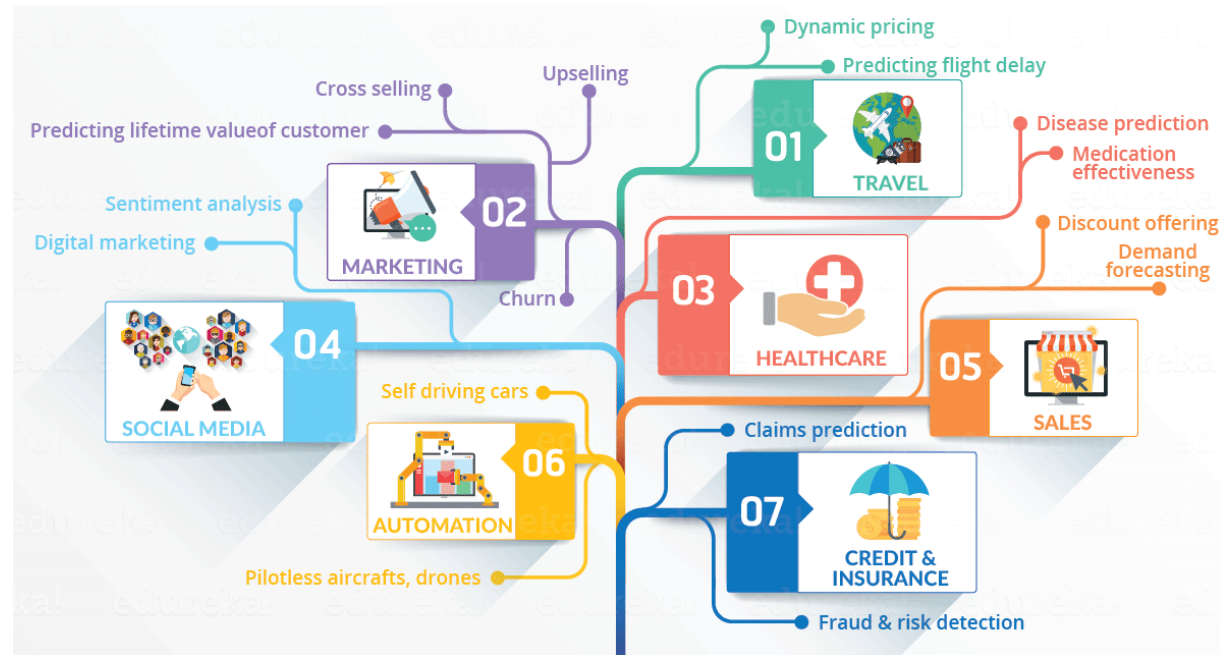 Dynamic pricing
Predicting flight delay
01
TRAVEL
Upselling
Cross selling
Predicting lifetime valueof customer
02
MARKETING
Churn
Disease prediction
Medication
effectiveness
03
HEALTHCARE
Sentiment analysis
Digital marketing
04
SOCIAL MEDIA
Discount offering
Demand
forecasting
05
SALES
Self driving cars
06
AUTOMATION
Pilotless aircrafts, drones
Claims prediction
07
CREDIT &
INSURANCE
Fraud & risk detection
edureka!